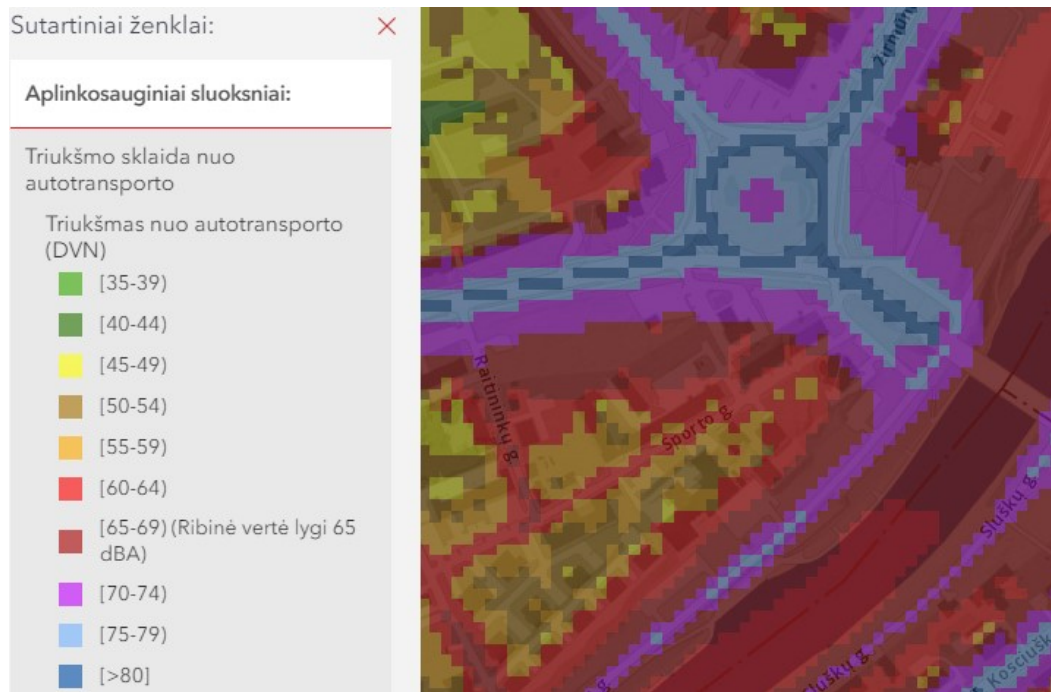 Sutartiniai ženklai:
Aplinkosauginiai sluoksniai:
Triukšmo sklaida nuo
autotransporto
Triukšmas nuo autotransporto
(DVN)
[35-39)
[40-44)
[45-49)
[50-54)
[55-59)
[60-64)
[65-69) (Ribinė vertė lygi 65
dBA)
[70-74)
[75-79)
[>80]
Raitininkų g.
Sporto g.
Sluškų g.
Sluškų g.